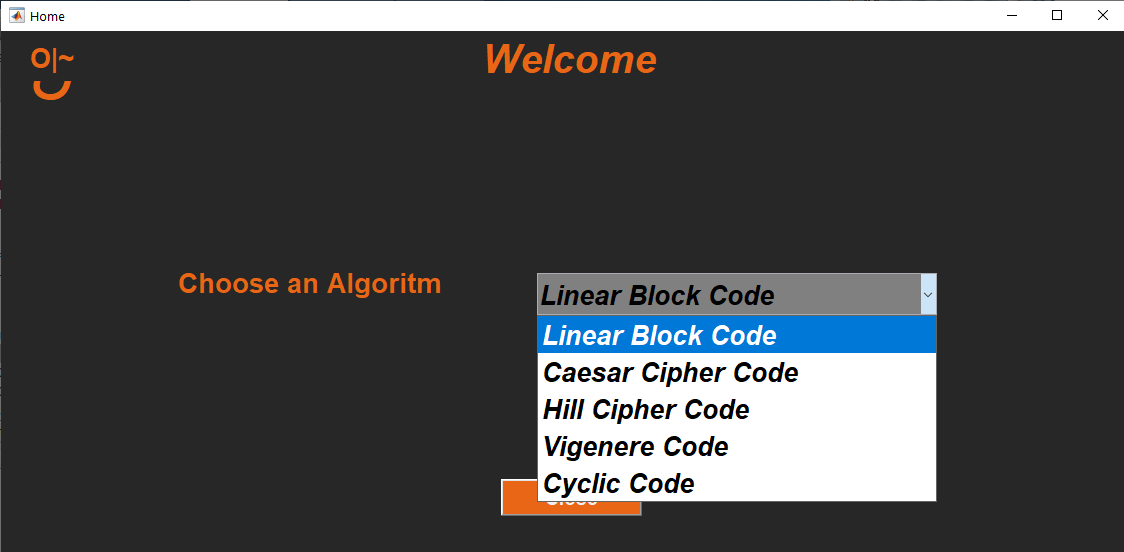 Home
이~
Welcome
Choose an Algoritm
Linear Block Code
Linear Block Code
Caesar Cipher Code
Hill Cipher Code
Vigenere Code
Cyclic Code